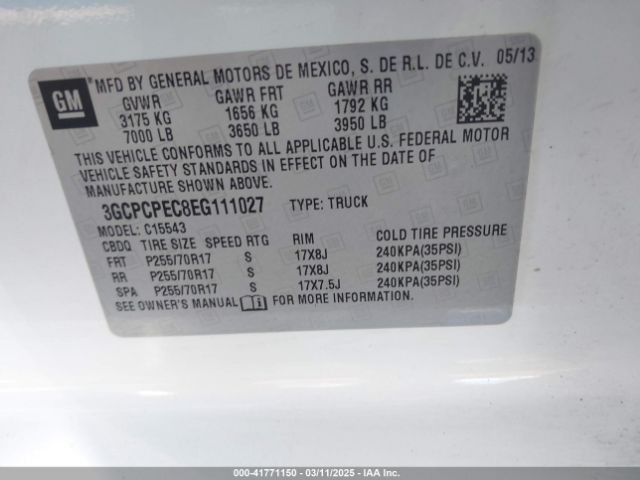 GM
MFD BY GENERAL MOTORS DE MEXICO, S. DE R.L. DE C.V. 05/13
GVWR GAWR FRT GAWR RR
3175 KG 1656 KG 1792 KG
7000 LB 3650 LB 3950 LB
THIS VEHICLE CONFORMS TO ALL APPLICABLE U.S. FEDERAL MOTOR
VEHICLE SAFETY STANDARDS IN EFFECT ON THE DATE OF
MANUFACTURE SHOWN ABOVE.
3GCPCPEC8EG111027 TYPE: TRUCK
MODEL: C15543
CBDQ TIRE SIZE SPEED RTG RIM COLD TIRE PRESSURE
FRT P255/70R17 S 17X8J 240KPA(35PSI)
RR P255/70R17 S 17X8J 240KPA(35PSI)
SPA P255/70R17 S 17X7.5J 240KPA(35PSI)
SEE OWNER'S MANUAL FOR MORE INFORMATION.
000-41771150 - 03/11/2025 - IAA Inc.